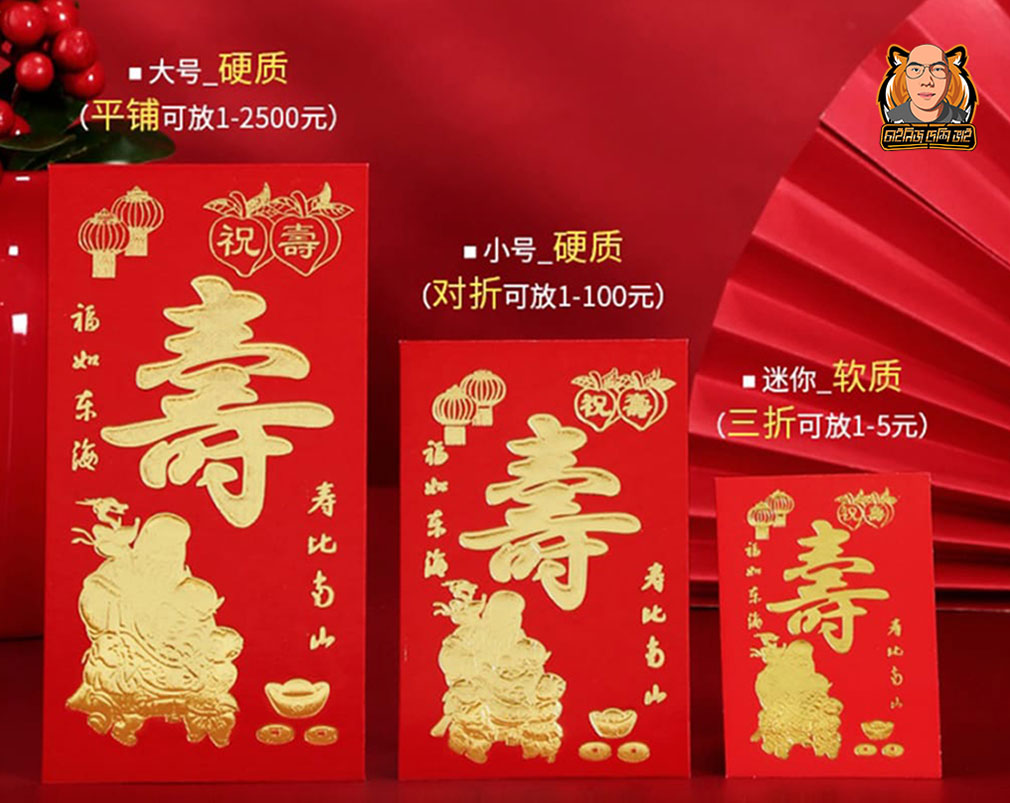 ■ 大号_硬质
（平铺可放1-2500元）
■ 小号_硬质
（对折可放1-100元）
■ 迷你_软质
（三折可放1-5元）
চাইনিজ দেশি ভাই
祝壽
壽
福如东海
寿比南山
祝壽
壽
福如东海
寿比南山
祝壽
壽
福如东海
寿比南山